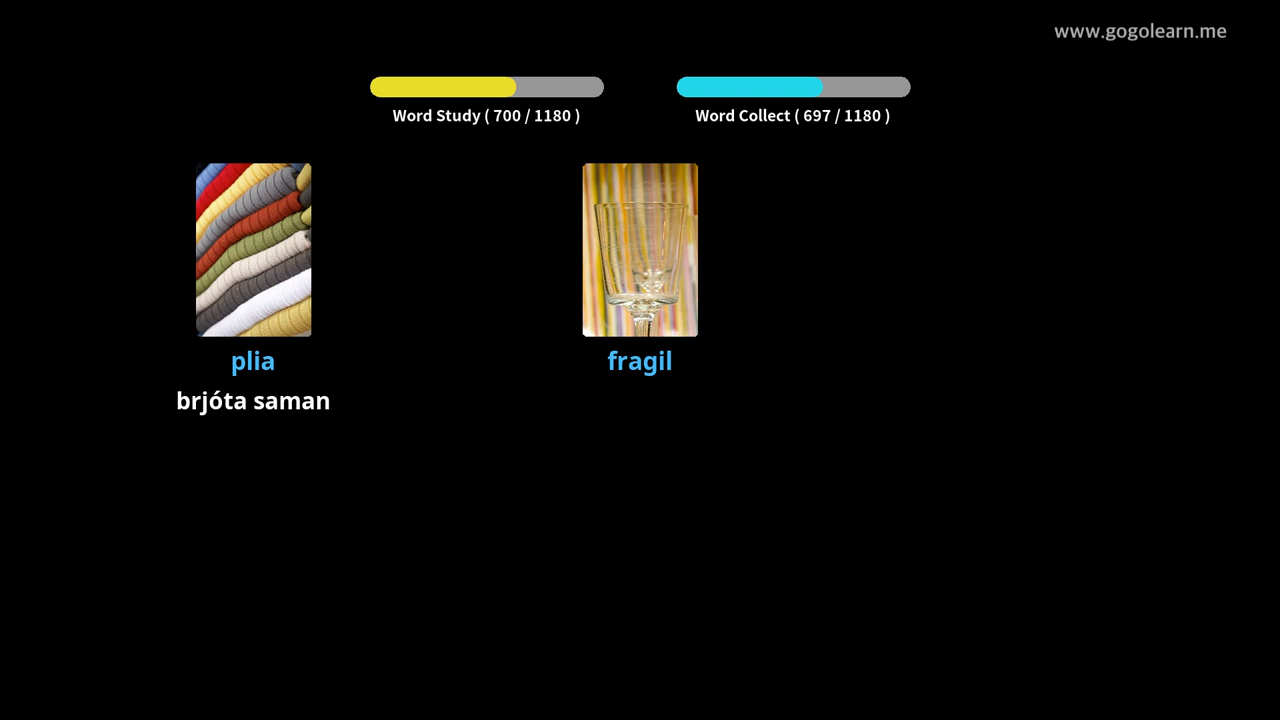 www.gogolearn.me
Word Study ( 700 / 1180 )
Word Collect ( 697 / 1180 )
plia
fragil
brjóta saman